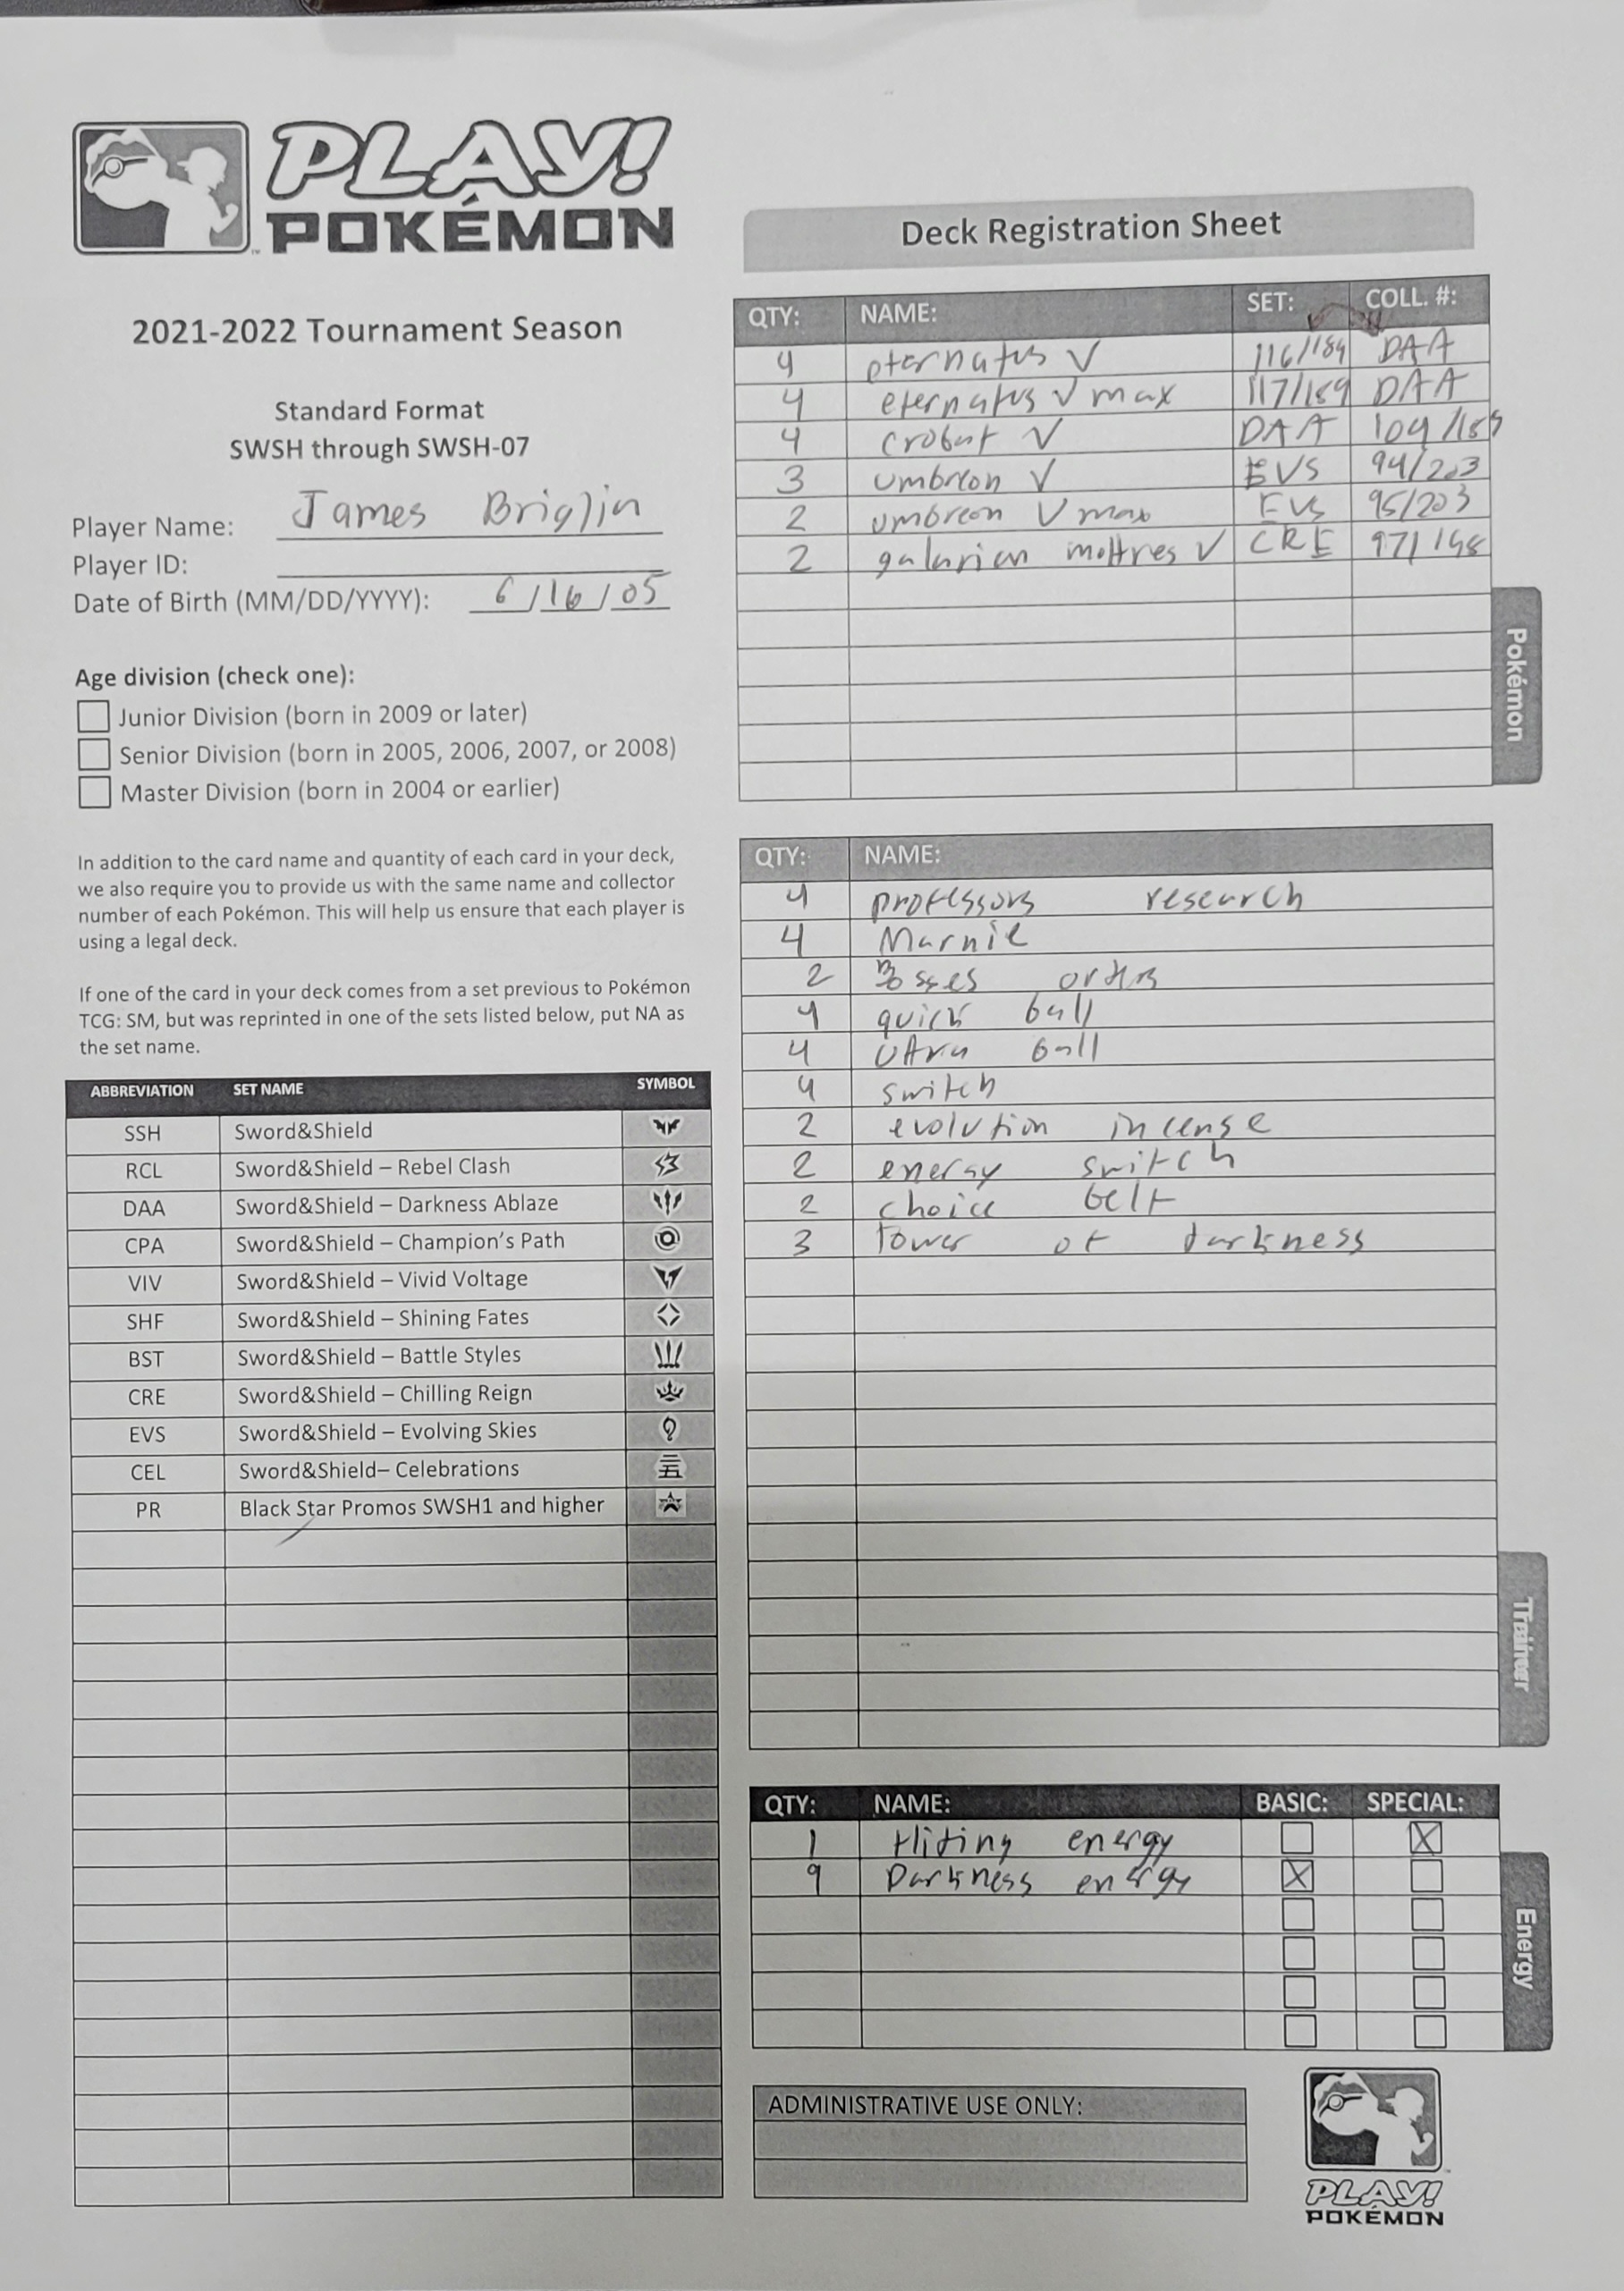 PLAY!
POKÉMON
2021-2022 Tournament Season
Standard Format
SWSH through SWSH-07
Player Name: James Briglin
Player ID:
Date of Birth (MM/DD/YYYY): 6/16/05
Age division (check one):
Junior Division (born in 2009 or later)
Senior Division (born in 2005, 2006, 2007, or 2008)
Master Division (born in 2004 or earlier)
In addition to the card name and quantity of each card in your deck,
we also require you to provide us with the same name and collector
number of each Pokémon. This will help us ensure that each player is
using a legal deck.
If one of the card in your deck comes from a set previous to Pokémon
TCG: SM, but was reprinted in one of the sets listed below, put NA as
the set name.
ABBREVIATION SET NAME SYMBOL
SSH Sword&Shield
RCL Sword&Shield – Rebel Clash
DAA Sword&Shield – Darkness Ablaze
CPA Sword&Shield – Champion's Path
VIV Sword&Shield – Vivid Voltage
SHF Sword&Shield – Shining Fates
BST Sword&Shield – Battle Styles
CRE Sword&Shield – Chilling Reign
EVS Sword&Shield – Evolving Skies
CEL Sword&Shield– Celebrations
PR Black Star Promos SWSH1 and higher
Deck Registration Sheet
QTY: NAME: SET: COLL. #:
4 eternatus V 116/189 DAA
4 eternatus V max 117/189 DAA
4 crobat V DAA 104/189
3 umbreon V EVS 94/203
2 umbreon V max EVS 95/203
2 galarian moltres V CRE 97/198
Pokémon
QTY: NAME:
4 professors research
4 Marnie
2 Bosses orders
4 quick ball
4 Ultra ball
4 switch
2 evolution incense
2 energy switch
2 choice belt
3 Tower of darkness
Trainer
QTY: NAME: BASIC: SPECIAL:
1 Hiding energy X
9 Darkness energy X
Energy
ADMINISTRATIVE USE ONLY:
PLAY!
POKÉMON